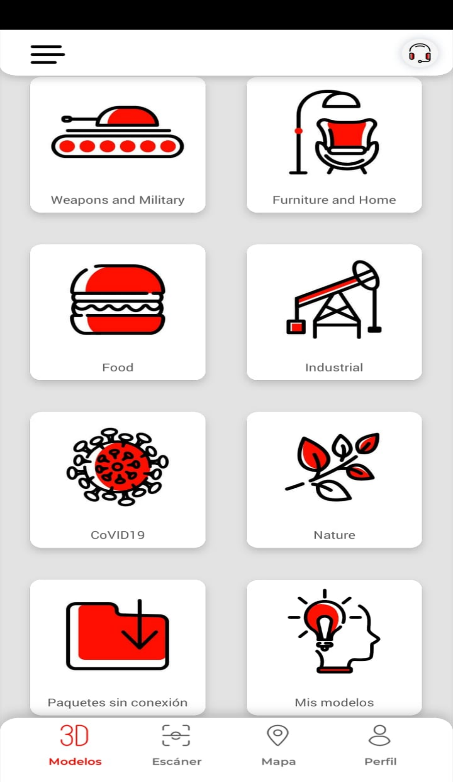 Weapons and Military
Furniture and Home
Food
Industrial
CoVID19
Nature
Paquetes sin conexión
Mis modelos
3D
Modelos
Escáner
Mapa
Perfil